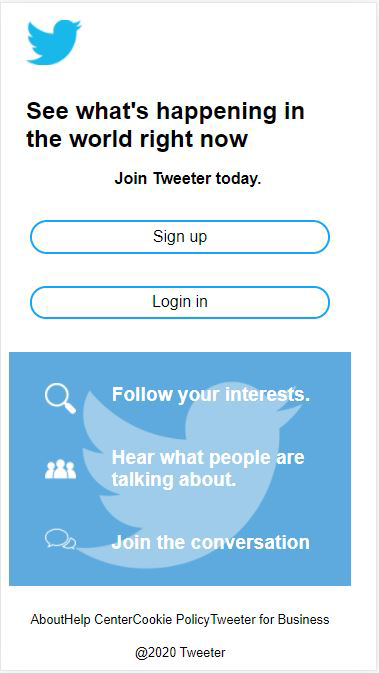 See what's happening in
the world right now
Join Tweeter today.
Sign up
Login in
Follow your interests.
Hear what people are
talking about.
Join the conversation
AboutHelp CenterCookie PolicyTweeter for Business
@2020 Tweeter